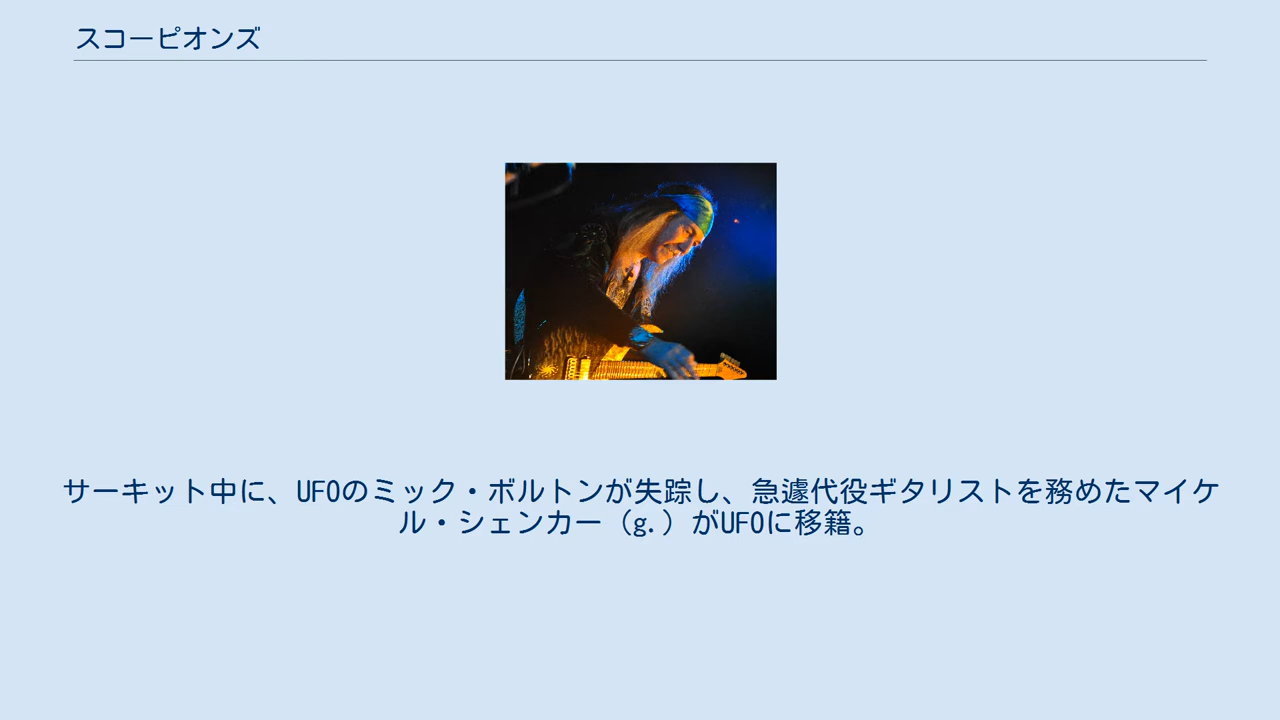 スコーピオンズ
サーキット中に、UFOのミック・ボルトンが失踪し、急遽代役ギタリストを務めたマイケ
ル・シェンカー（g.）がUFOに移籍。